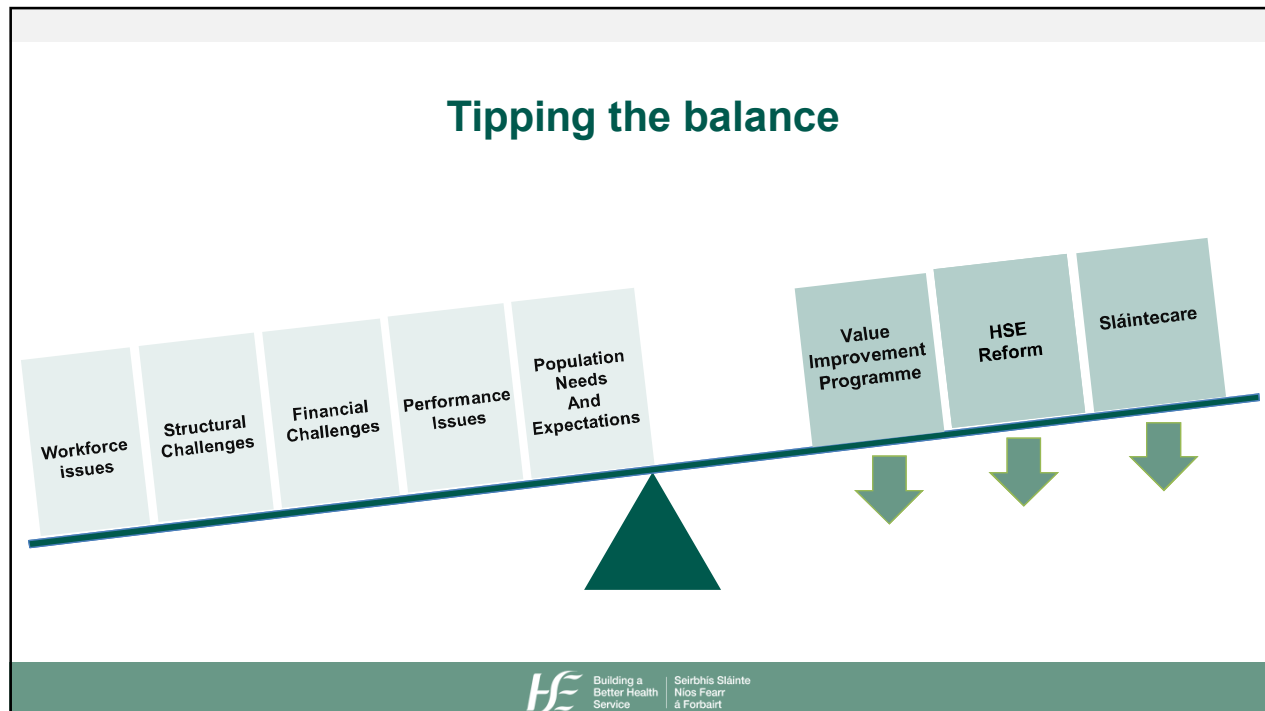 Tipping the balance
Workforce
issues
Structural
Challenges
Financial
Challenges
Performance
Issues
Population
Needs
And
Expectations
Value
Improvement
Programme
HSE
Reform
Sláintecare
Building a
Better Health
Service
Seirbhís Sláinte
Níos Fearr
á Forbairt